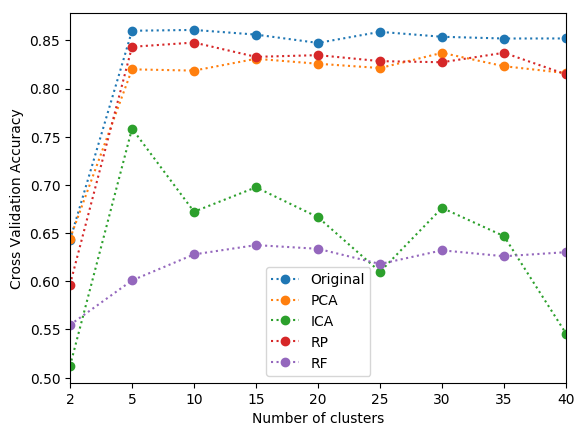 Cross Validation Accuracy
0.85
0.80
0.75
0.70
0.65
0.60
0.55
0.50
Original
PCA
ICA
RP
RF
2 5 10 15 20 25 30 35 40
Number of clusters